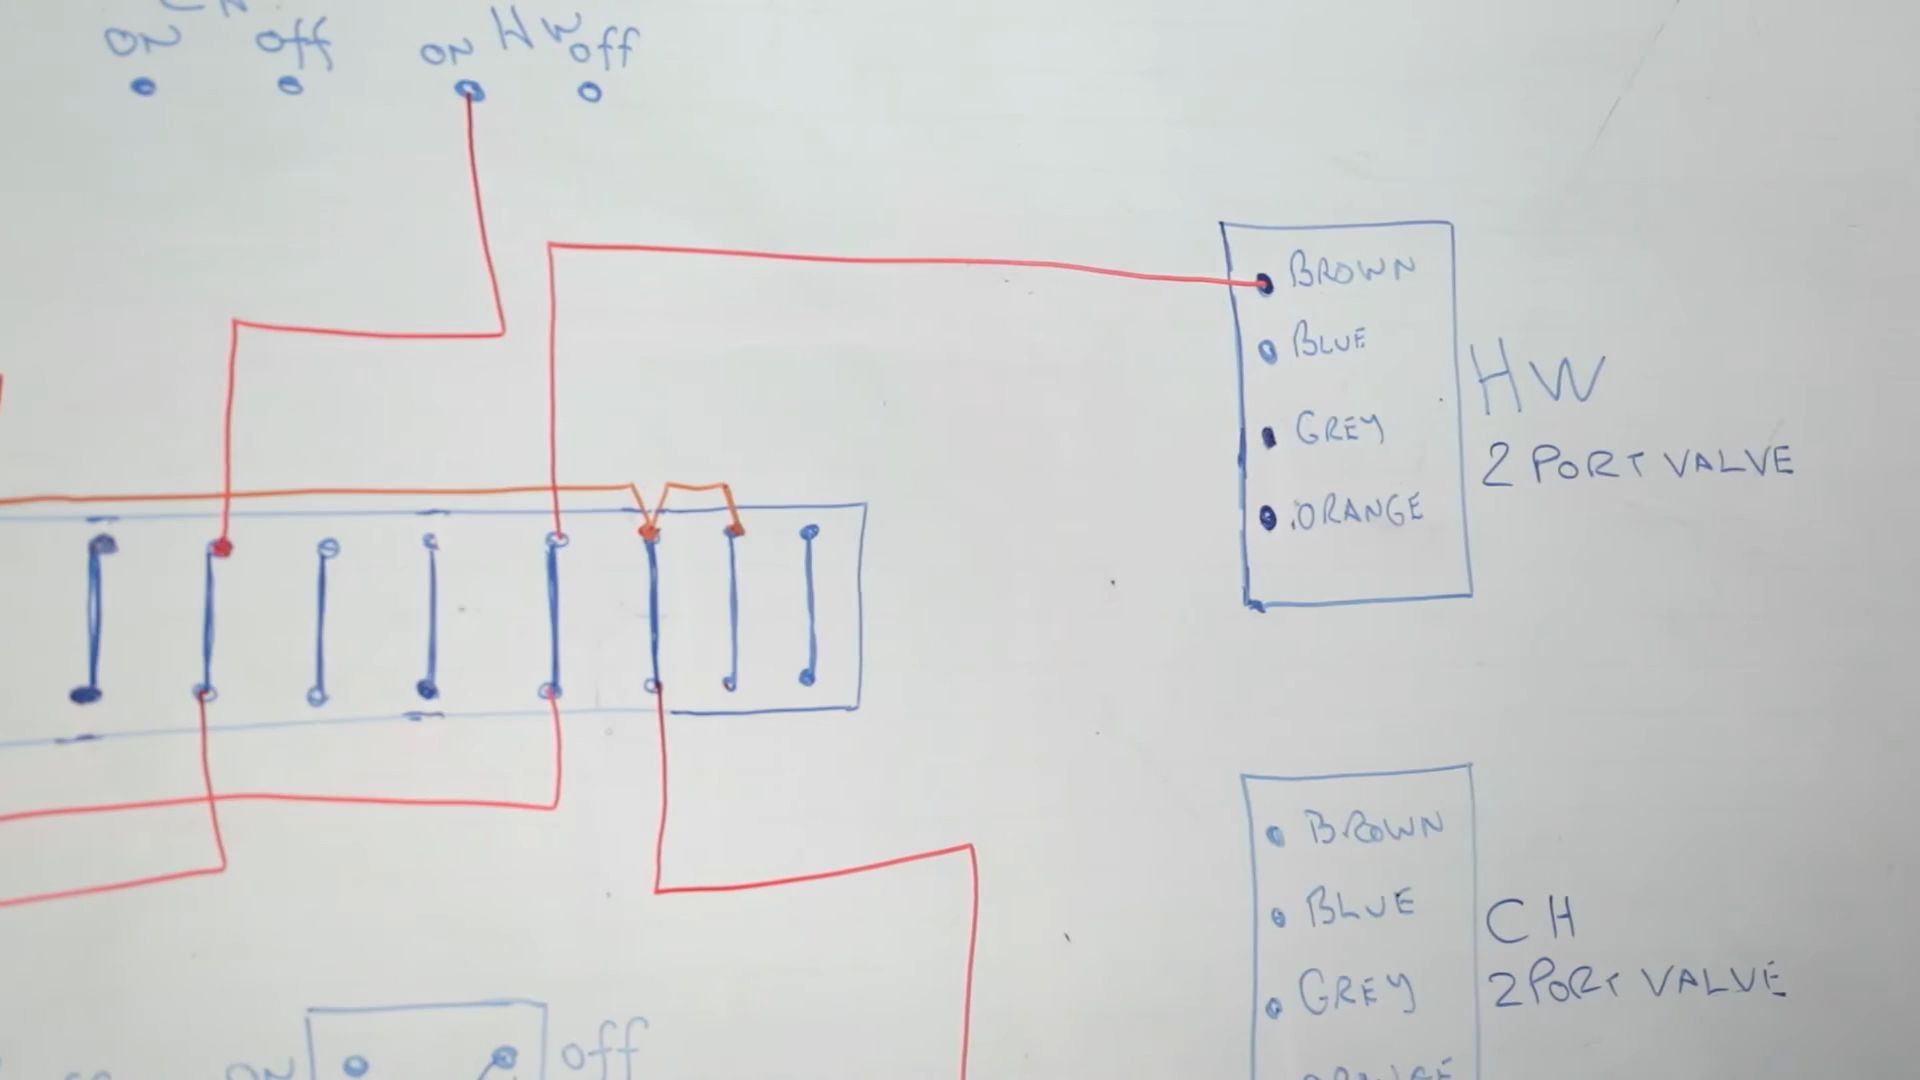 ON off ON HW off
BROWN
BLUE
GREY
ORANGE
HW
2 PORT VALVE
BROWN
BLUE
GREY
ORANGE
CH
2 PORT VALVE
ON off